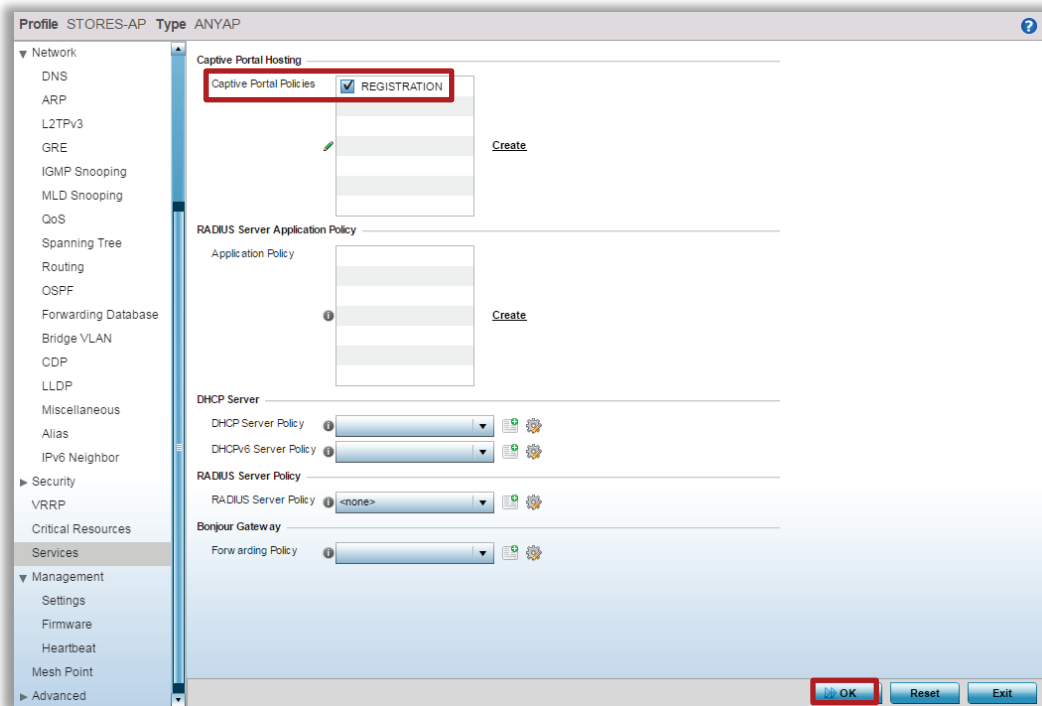 Profile STORES-AP Type ANYAP
Network
DNS
ARP
L2TPv3
GRE
IGMP Snooping
MLD Snooping
QoS
Spanning Tree
Routing
OSPF
Forwarding Database
Bridge VLAN
CDP
LLDP
Miscellaneous
Alias
IPv6 Neighbor
Security
VRRP
Critical Resources
Services
Management
Settings
Firmware
Heartbeat
Mesh Point
Advanced
Captive Portal Hosting
Captive Portal Policies REGISTRATION
Create
RADIUS Server Application Policy
Application Policy
Create
DHCP Server
DHCP Server Policy
DHCPv6 Server Policy
RADIUS Server Policy
RADIUS Server Policy <none>
Bonjour Gateway
Forwarding Policy
OK Reset Exit